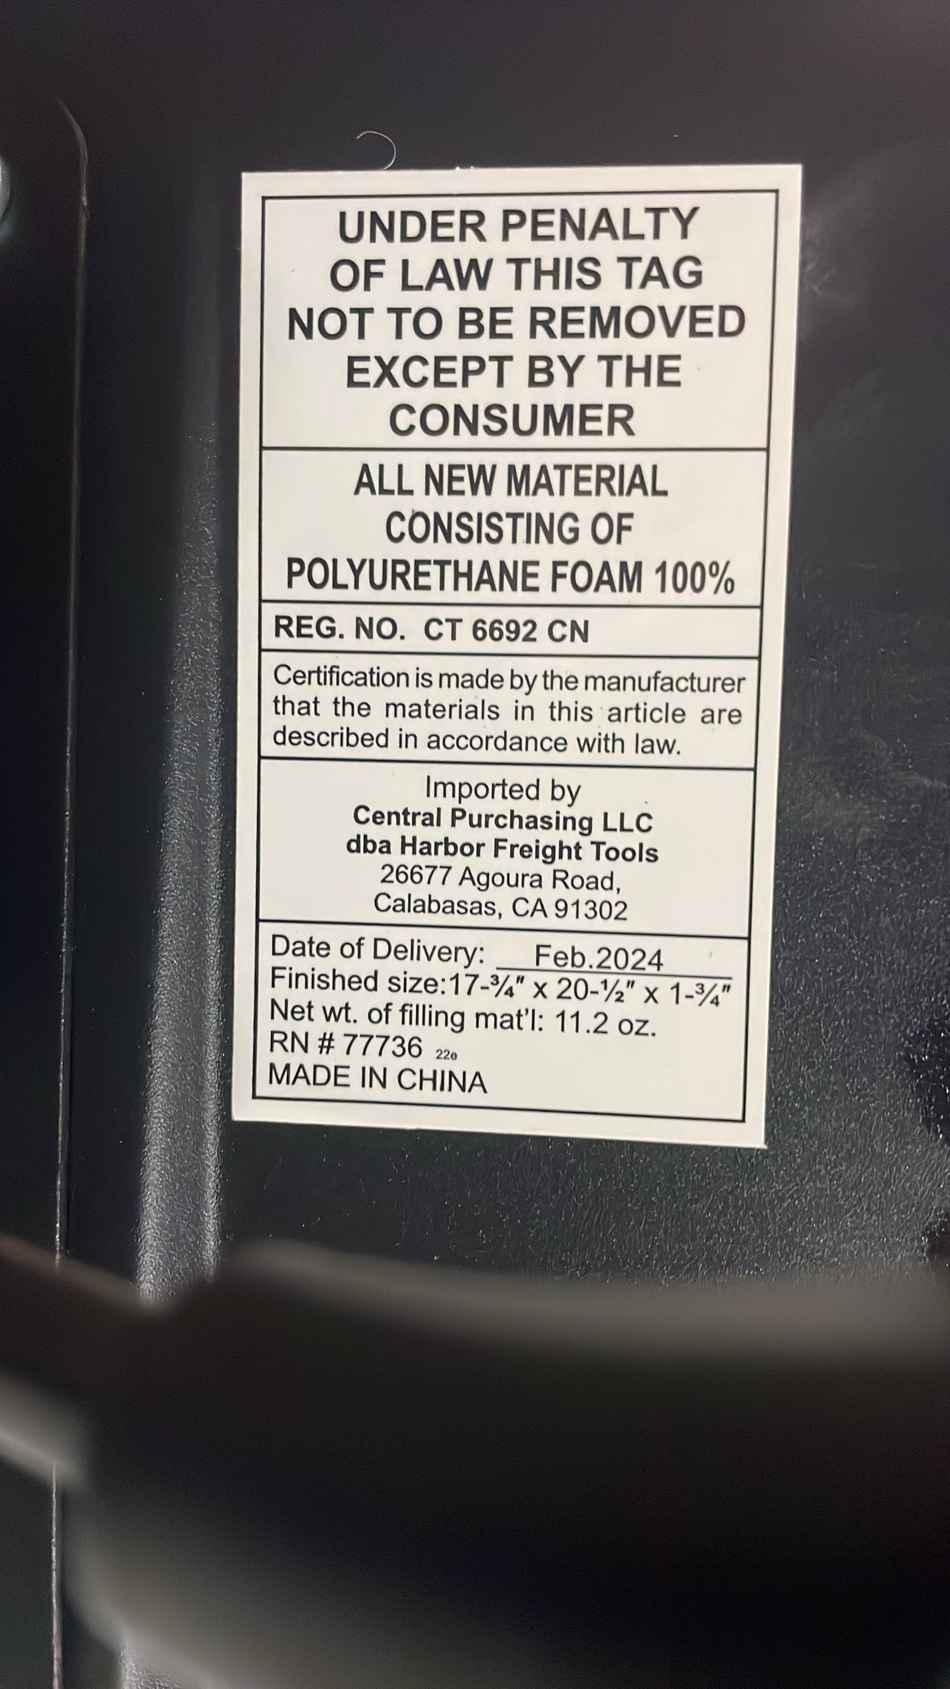 UNDER PENALTY
OF LAW THIS TAG
NOT TO BE REMOVED
EXCEPT BY THE
CONSUMER
ALL NEW MATERIAL
CONSISTING OF
POLYURETHANE FOAM 100%
REG. NO. CT 6692 CN
Certification is made by the manufacturer
that the materials in this article are
described in accordance with law.
Imported by
Central Purchasing LLC
dba Harbor Freight Tools
26677 Agoura Road,
Calabasas, CA 91302
Date of Delivery: Feb.2024
Finished size:17-¾" x 20-½" x 1-¾"
Net wt. of filling mat'l: 11.2 oz.
RN # 77736 22e
MADE IN CHINA